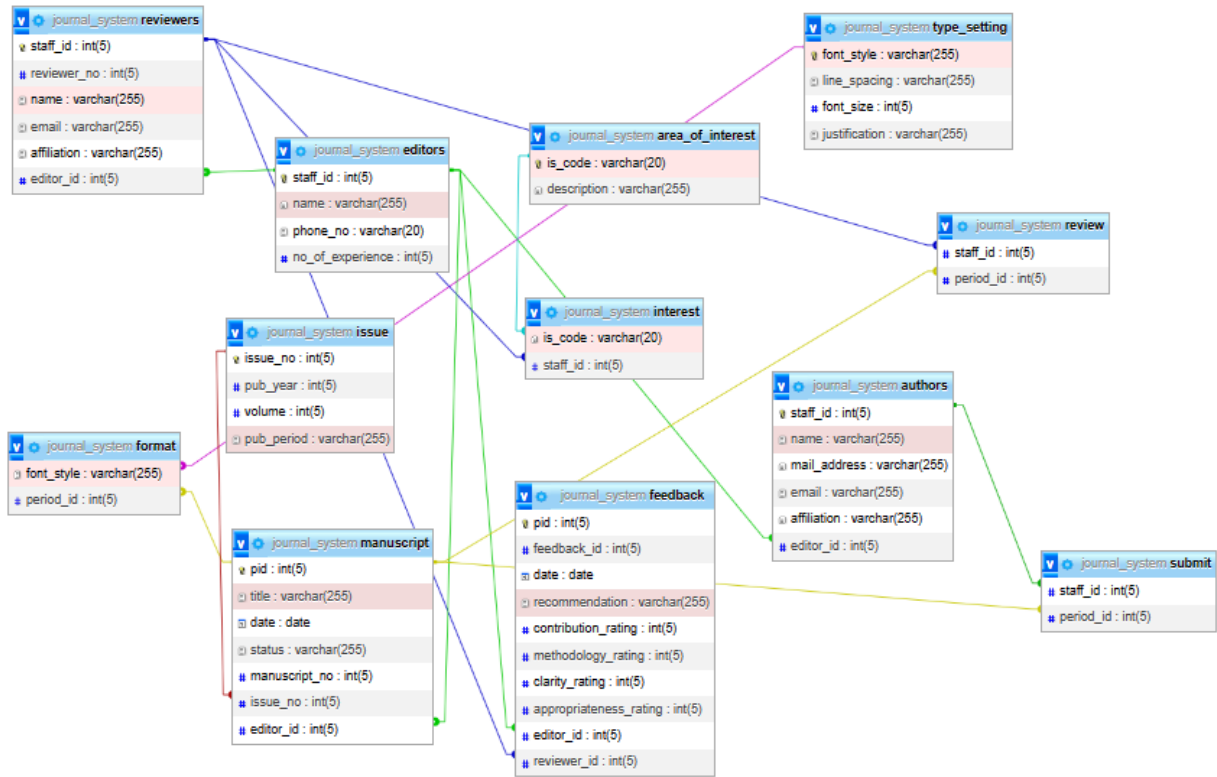 journal_system reviewers
staff_id : int(5)
reviewer_no : int(5)
name : varchar(255)
email : varchar(255)
affiliation : varchar(255)
editor_id : int(5)
journal_system type_setting
font_style : varchar(255)
line_spacing : varchar(255)
font_size : int(5)
justification : varchar(255)
journal_system editors
staff_id : int(5)
name : varchar(255)
phone_no : varchar(20)
no_of_experience : int(5)
journal_system area_of_interest
is_code : varchar(20)
description : varchar(255)
journal_system review
staff_id : int(5)
period_id : int(5)
journal_system interest
is_code : varchar(20)
staff_id : int(5)
journal_system issue
issue_no : int(5)
pub_year : int(5)
volume : int(5)
pub_period : varchar(255)
journal_system authors
staff_id : int(5)
name : varchar(255)
mail_address : varchar(255)
email : varchar(255)
affiliation : varchar(255)
editor_id : int(5)
journal_system format
font_style : varchar(255)
period_id : int(5)
journal_system manuscript
pid : int(5)
title : varchar(255)
date : date
status : varchar(255)
manuscript_no : int(5)
issue_no : int(5)
editor_id : int(5)
journal_system feedback
pid : int(5)
feedback_id : int(5)
date : date
recommendation : varchar(255)
contribution_rating : int(5)
methodology_rating : int(5)
clarity_rating : int(5)
appropriateness_rating : int(5)
editor_id : int(5)
reviewer_id : int(5)
journal_system submit
staff_id : int(5)
period_id : int(5)